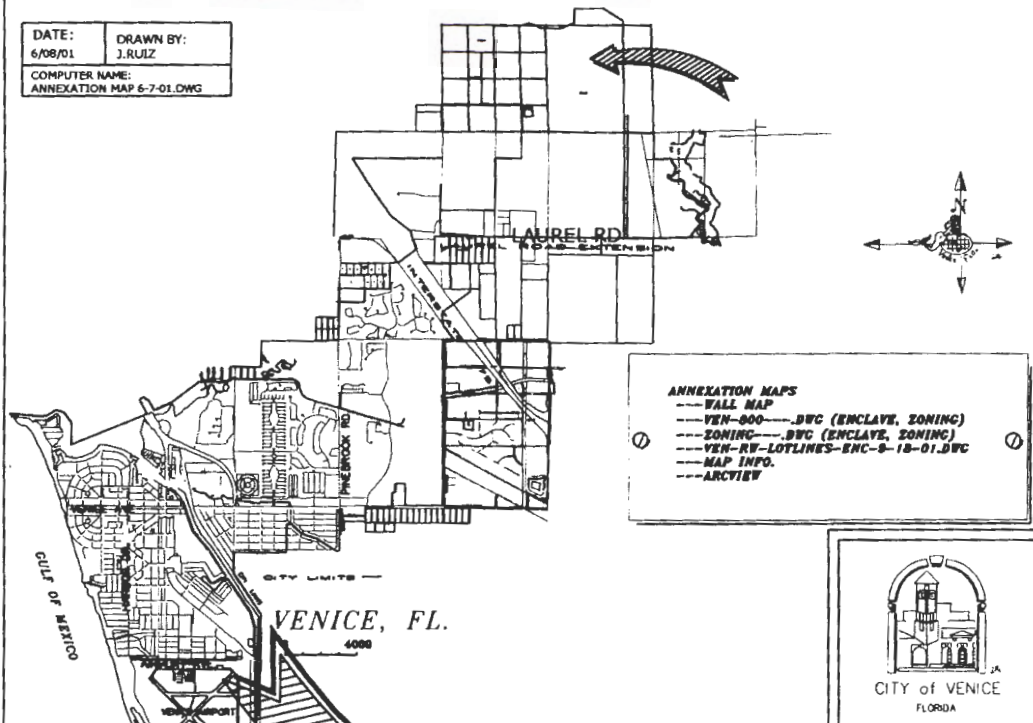 DATE:
6/08/01
DRAWN BY:
J.RUIZ
COMPUTER NAME:
ANNEXATION MAP 6-7-01.DWG
N
LAUREL RD
LAUREL ROAD EXTENSION
INTERSTATE
75
PINEBROOK RD
ANNEXATION MAPS
---WALL MAP
---VEN-800----.DWG (ENCLAVE, ZONING)
---ZONING----.DWG (ENCLAVE, ZONING)
---VEN-RW-LOTLINES-ENC-9-18-01.DWG
---MAP INFO.
---ARCVIEW
VENICE AVE
GULF OF MEXICO
CITY LIMITS
VENICE, FL.
4000
VENICE AIRPORT
CITY of VENICE
FLORIDA